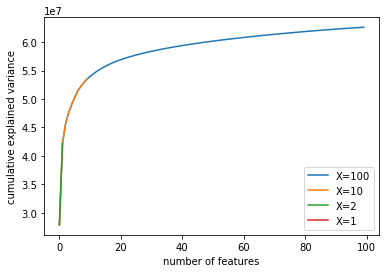 1e7
6.0
5.5
5.0
4.5
4.0
3.5
3.0
cumulative explained variance
0
20
40
60
80
100
number of features
X=100
X=10
X=2
X=1